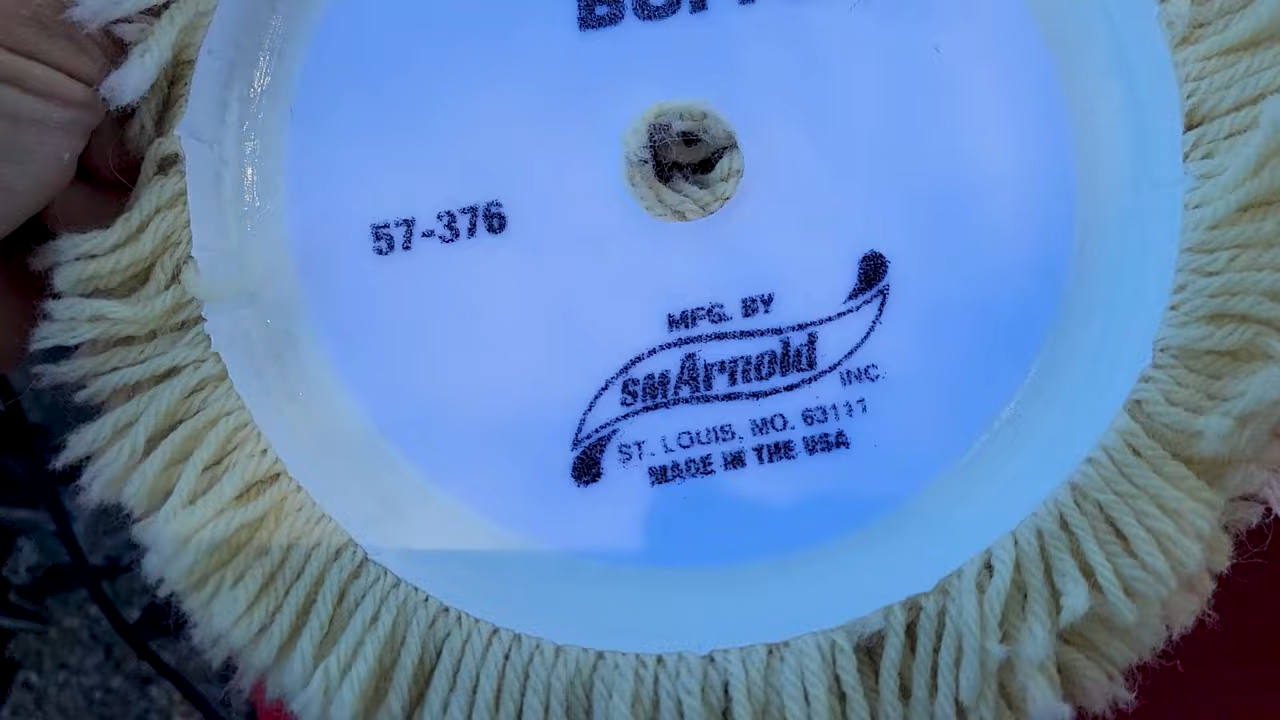 57-376
MFG. BY
SMArnold
INC.
ST. LOUIS, MO. 63111
MADE IN THE USA